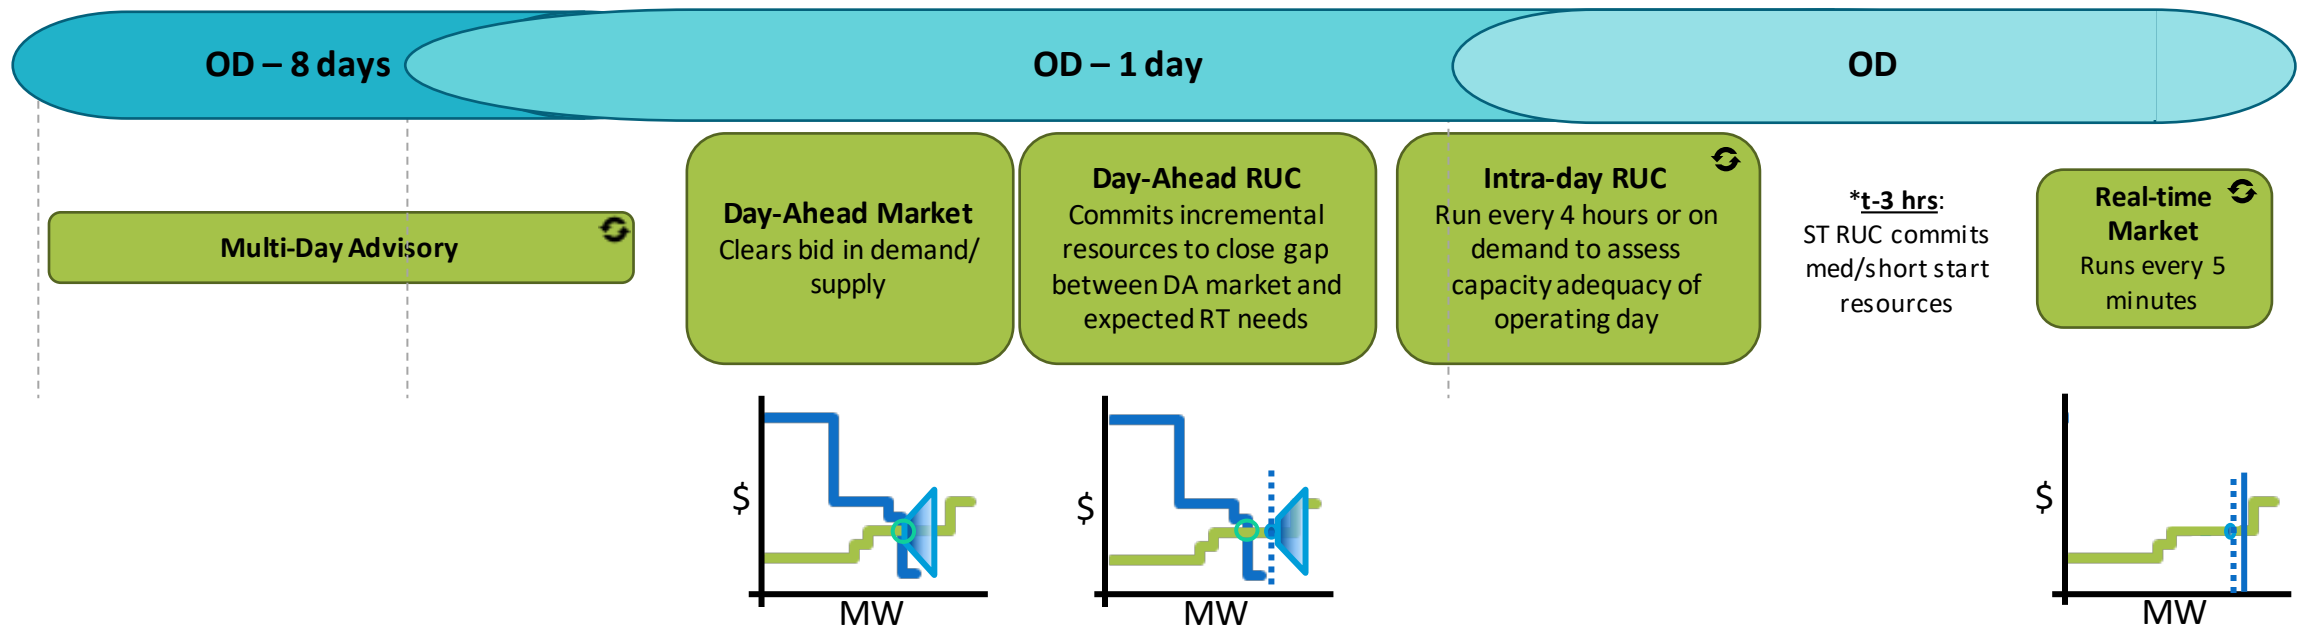 OD – 8 days
OD – 1 day
OD
Multi-Day Advisory
Day-Ahead Market
Clears bid in demand/
supply
Day-Ahead RUC
Commits incremental
resources to close gap
between DA market and
expected RT needs
Intra-day RUC
Run every 4 hours or on
demand to assess
capacity adequacy of
operating day
*t-3 hrs:
ST RUC commits
med/short start
resources
Real-time
Market
Runs every 5
minutes
$
MW
$
MW
$
MW